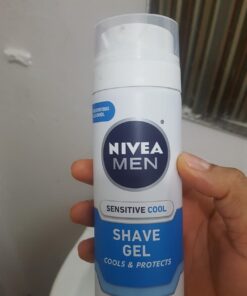 NIVEA
MEN
SENSITIVE COOL
SHAVE
GEL
COOLS & PROTECTS